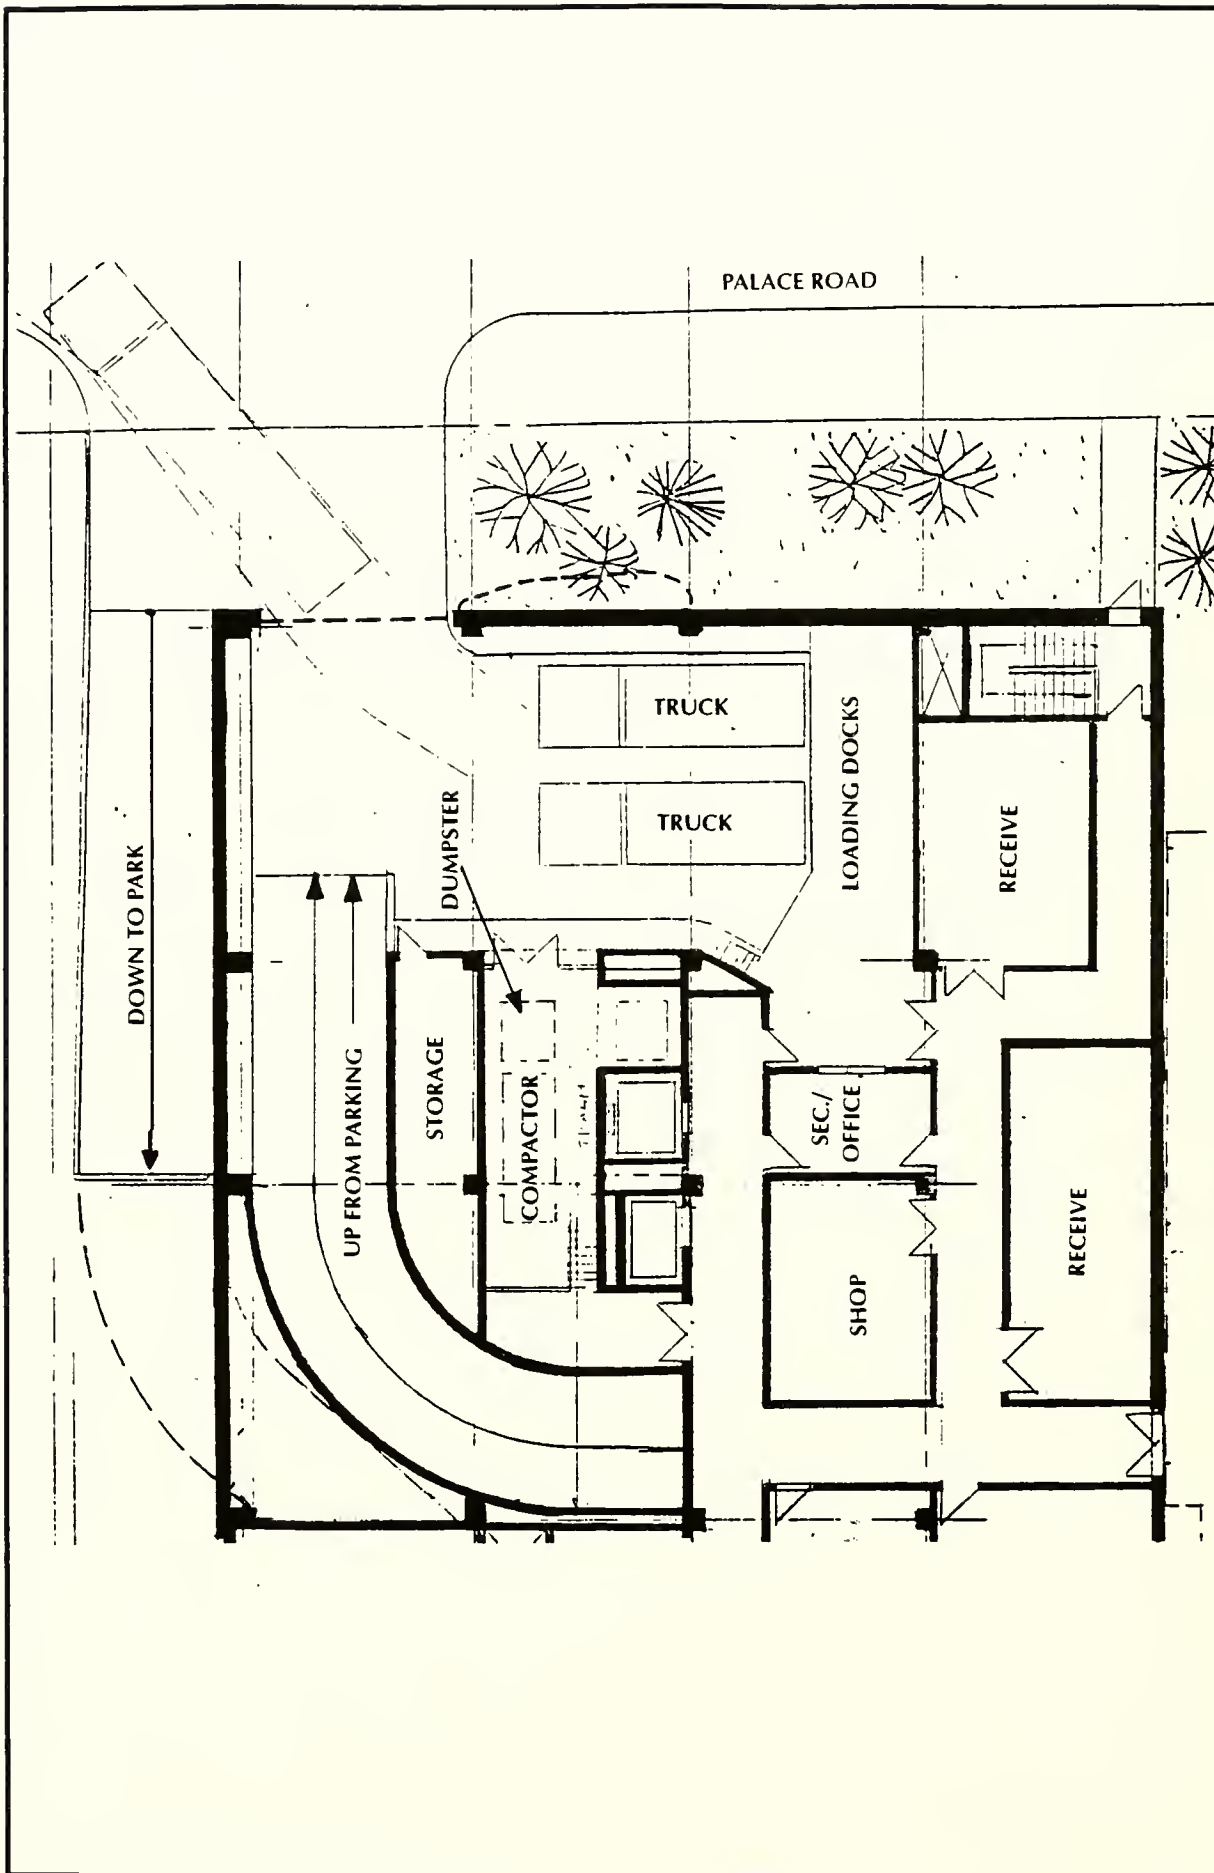 PALACE ROAD
TRUCK
TRUCK
LOADING DOCKS
DUMPSTER
RECEIVE
DOWN TO PARK
UP FROM PARKING
STORAGE
COMPACTOR
SEC./
OFFICE
SHOP
RECEIVE